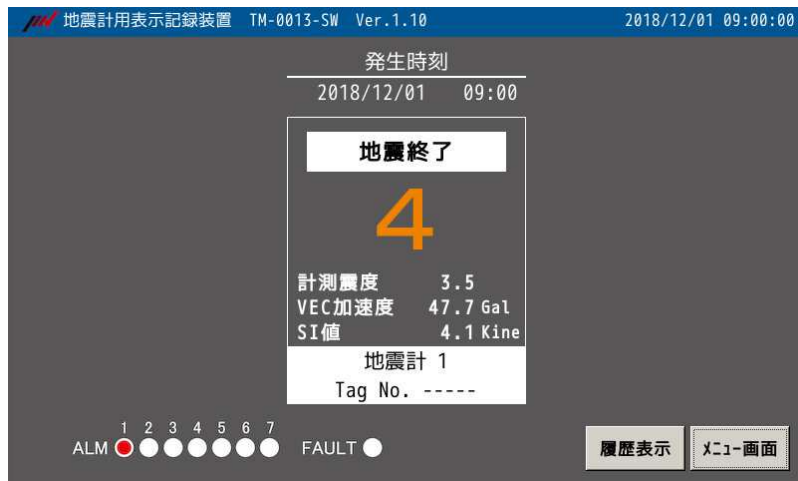 地震計用表示記録装置 TM-0013-SW Ver.1.10 2018/12/01 09:00:00
発生時刻
2018/12/01 09:00
地震終了
4
計測震度 3.5
VEC加速度 47.7 Gal
SI値 4.1 Kine
地震計 1
Tag No. -----
1 2 3 4 5 6 7
ALM FAULT
履歴表示 ﾒﾆｭｰ画面